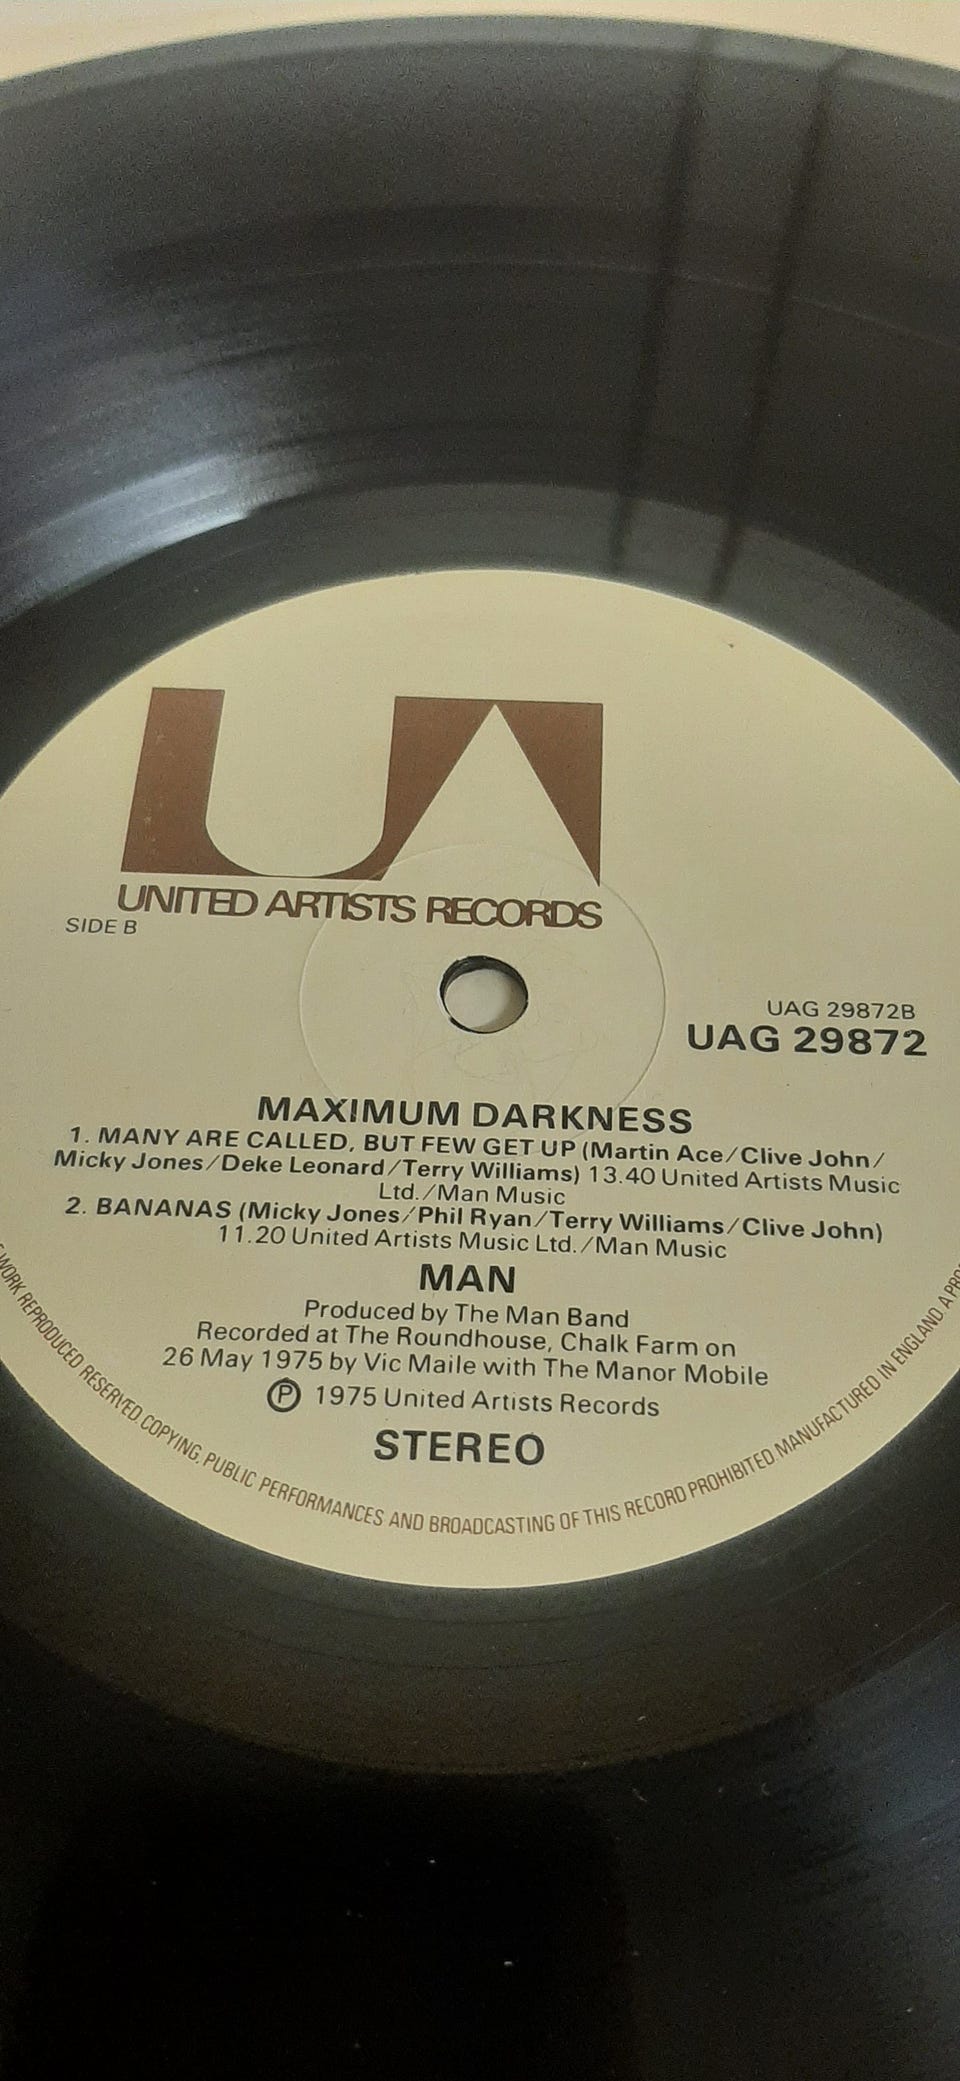 UA
UNITED ARTISTS RECORDS
SIDE B
UAG 29872B
UAG 29872
MAXIMUM DARKNESS
1. MANY ARE CALLED, BUT FEW GET UP (Martin Ace/Clive John/
Micky Jones/Deke Leonard/Terry Williams) 13.40 United Artists Music
Ltd./Man Music
2. BANANAS (Micky Jones/Phil Ryan/Terry Williams/Clive John)
11.20 United Artists Music Ltd./Man Music
MAN
Produced by The Man Band
Recorded at The Roundhouse, Chalk Farm on
26 May 1975 by Vic Maile with The Manor Mobile
℗ 1975 United Artists Records
STEREO
WORK REPRODUCED RESERVED. COPYING, PUBLIC PERFORMANCES AND BROADCASTING OF THIS RECORD PROHIBITED. MANUFACTURED IN ENGLAND. A